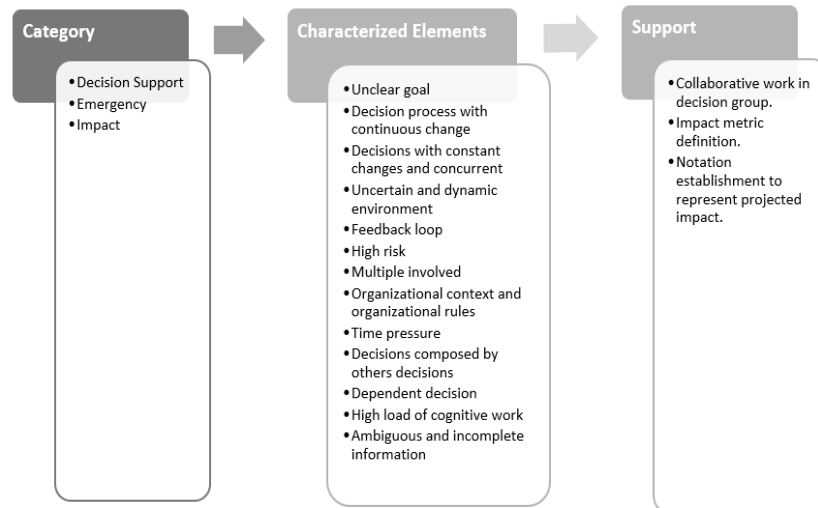 Category
•Decision Support
•Emergency
•Impact
Characterized Elements
•Unclear goal
•Decision process with
continuous change
•Decisions with constant
changes and concurrent
•Uncertain and dynamic
environment
•Feedback loop
•High risk
•Multiple involved
•Organizational context and
organizational rules
•Time pressure
•Decisions composed by
others decisions
•Dependent decision
•High load of cognitive work
•Ambiguous and incomplete
information
Support
•Collaborative work in
decision group.
•Impact metric
definition.
•Notation
establishment to
represent projected
impact.